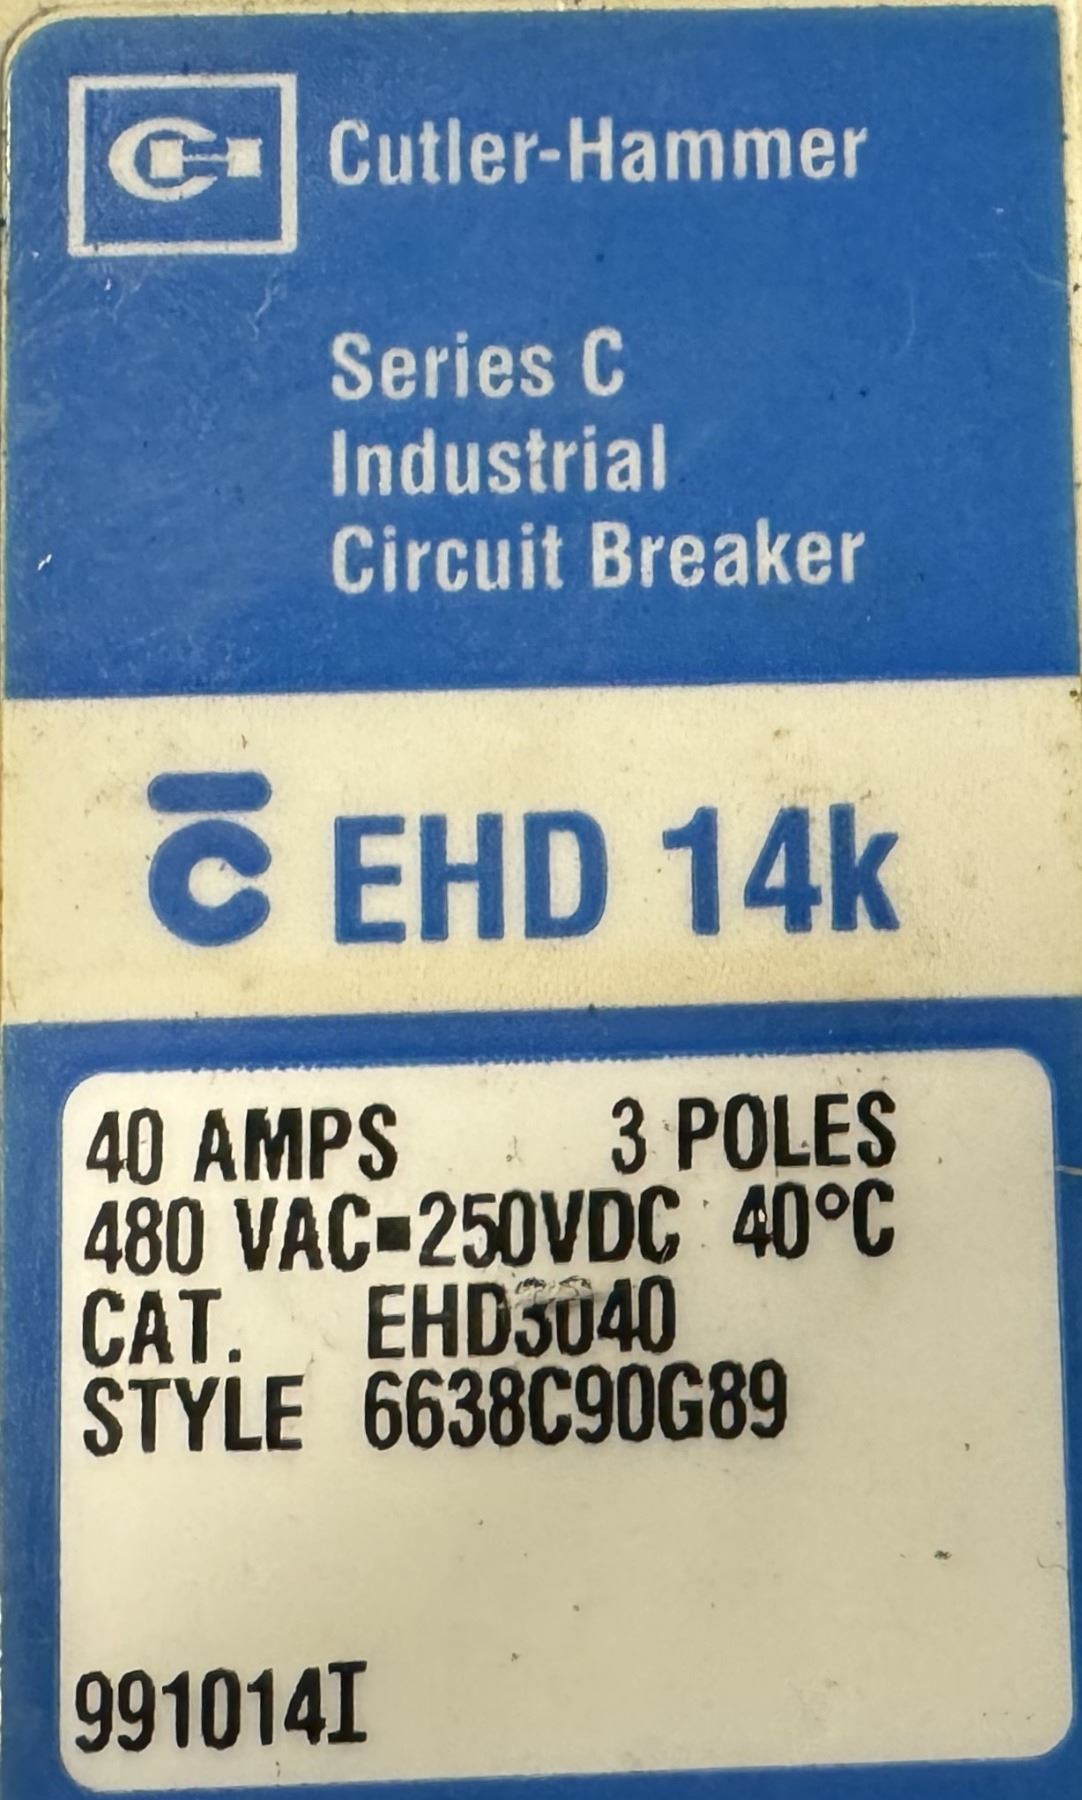 Cutler-Hammer
Series C
Industrial
Circuit Breaker
C EHD 14k
40 AMPS 3 POLES
480 VAC▪250VDC 40°C
CAT. EHD3040
STYLE 6638C90G89
991014I